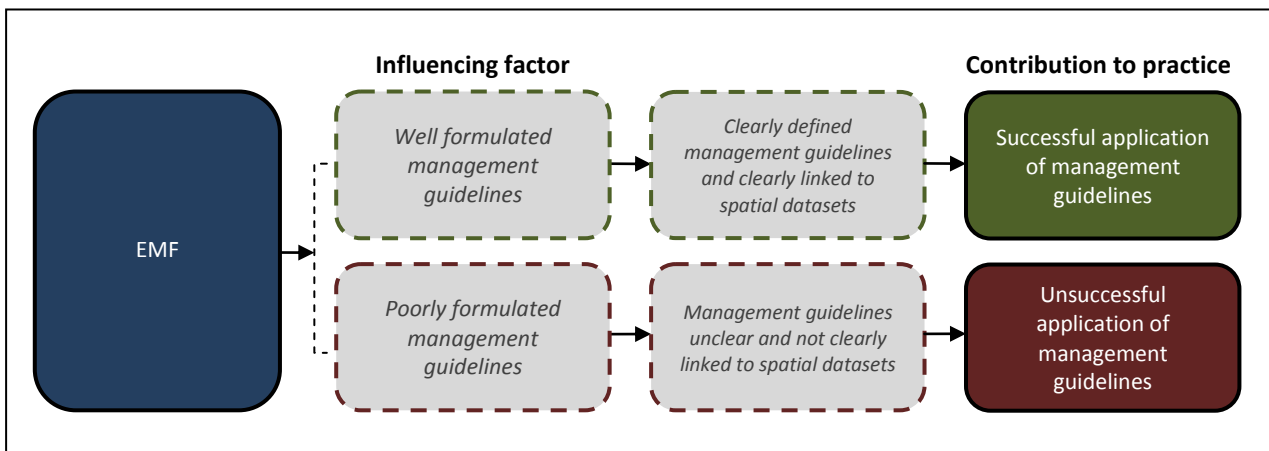 Influencing factor
Contribution to practice
EMF
Well formulated
management
guidelines
Clearly defined
management guidelines
and clearly linked to
spatial datasets
Successful application
of management
guidelines
Poorly formulated
management
guidelines
Management guidelines
unclear and not clearly
linked to spatial datasets
Unsuccessful
application of
management
guidelines